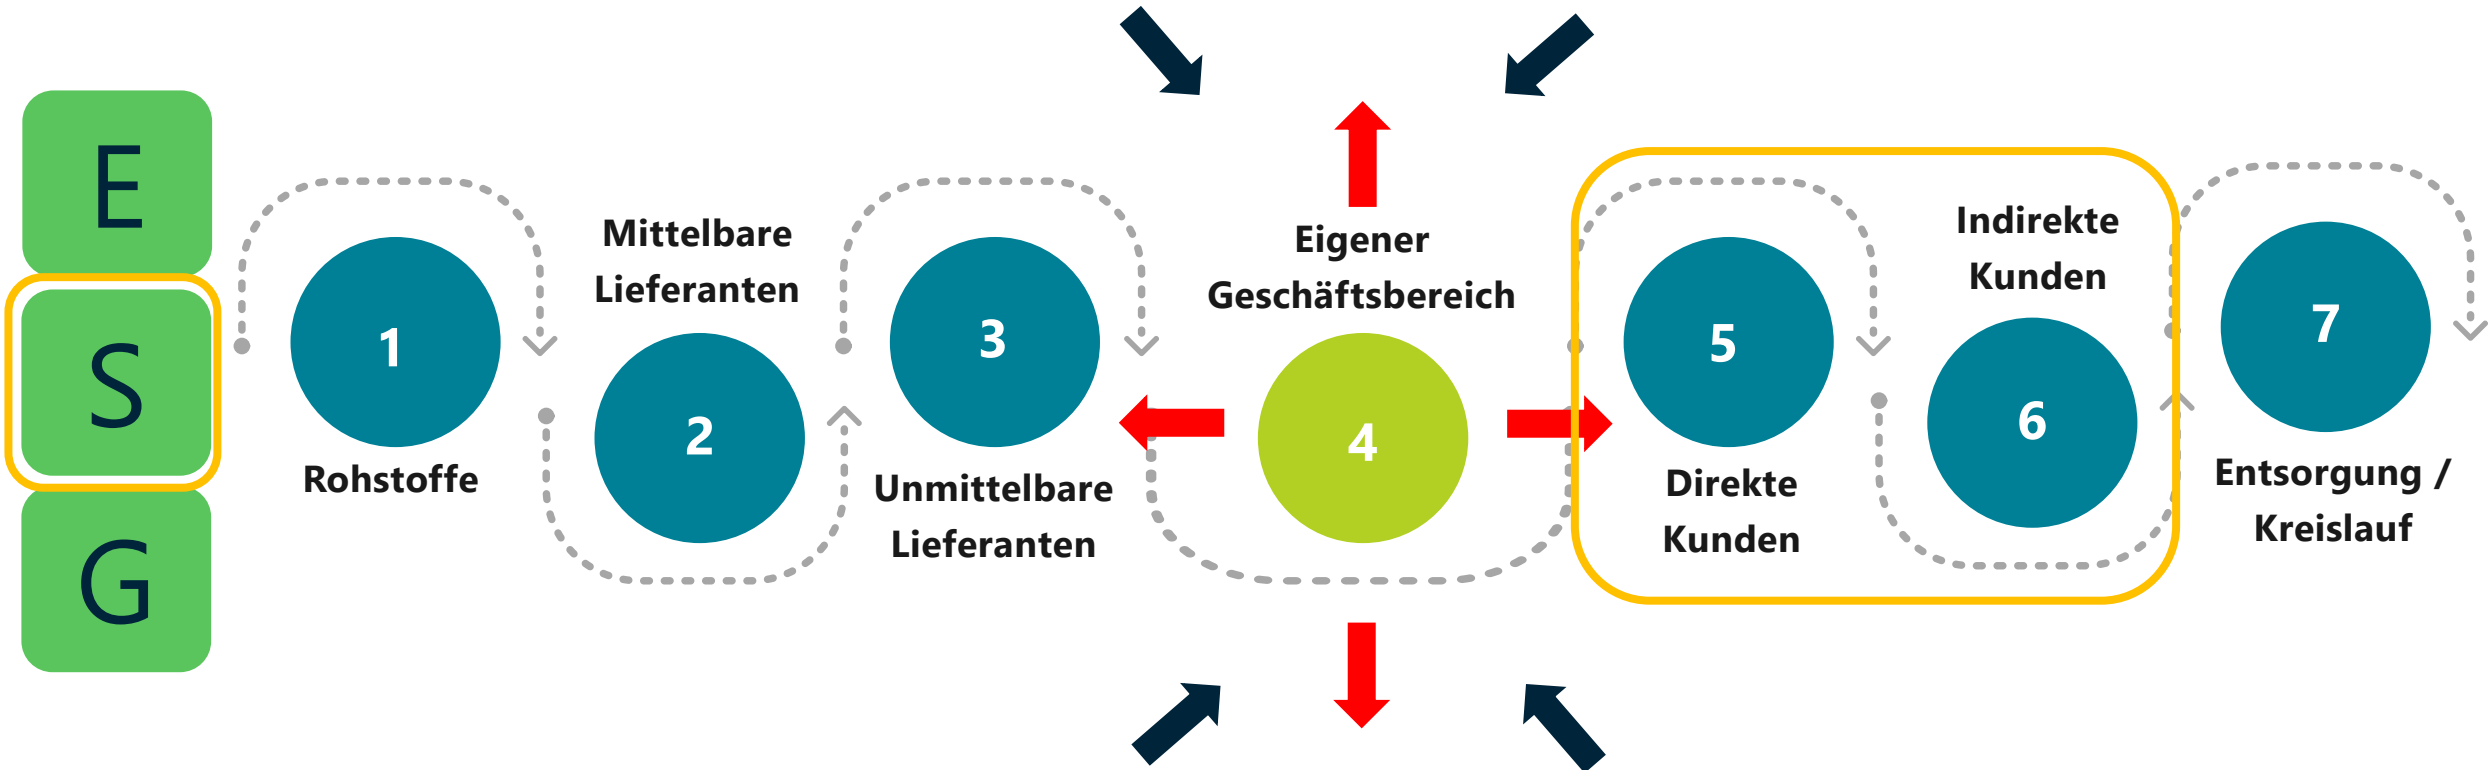 E
S
G
1
Rohstoffe
Mittelbare
Lieferanten
2
3
Unmittelbare
Lieferanten
Eigener
Geschäftsbereich
4
5
Direkte
Kunden
Indirekte
Kunden
6
7
Entsorgung /
Kreislauf